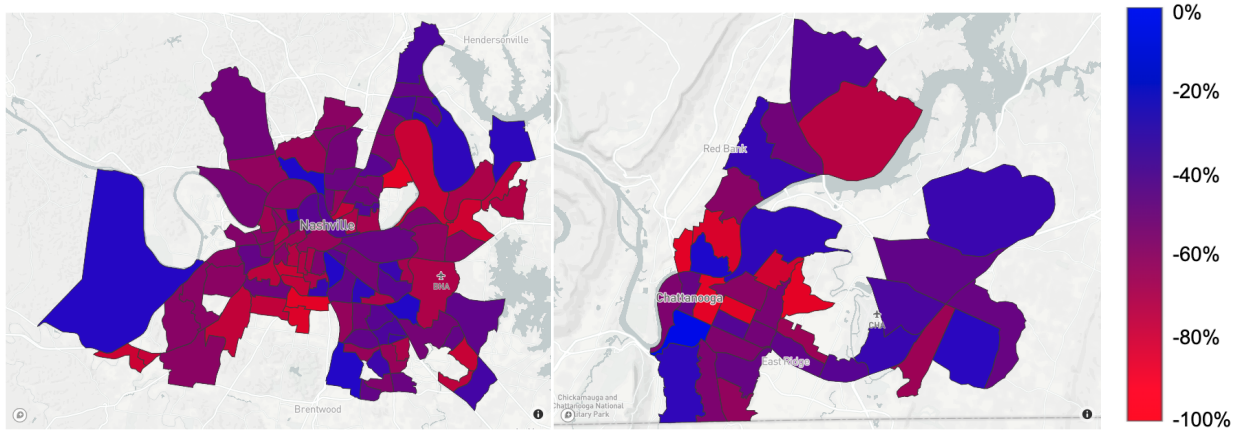 Hendersonville
Nashville
BNA
Brentwood
Red Bank
Chattanooga
CHA
East Ridge
Chickamauga and
Chattanooga National
Military Park
0%
-20%
-40%
-60%
-80%
-100%